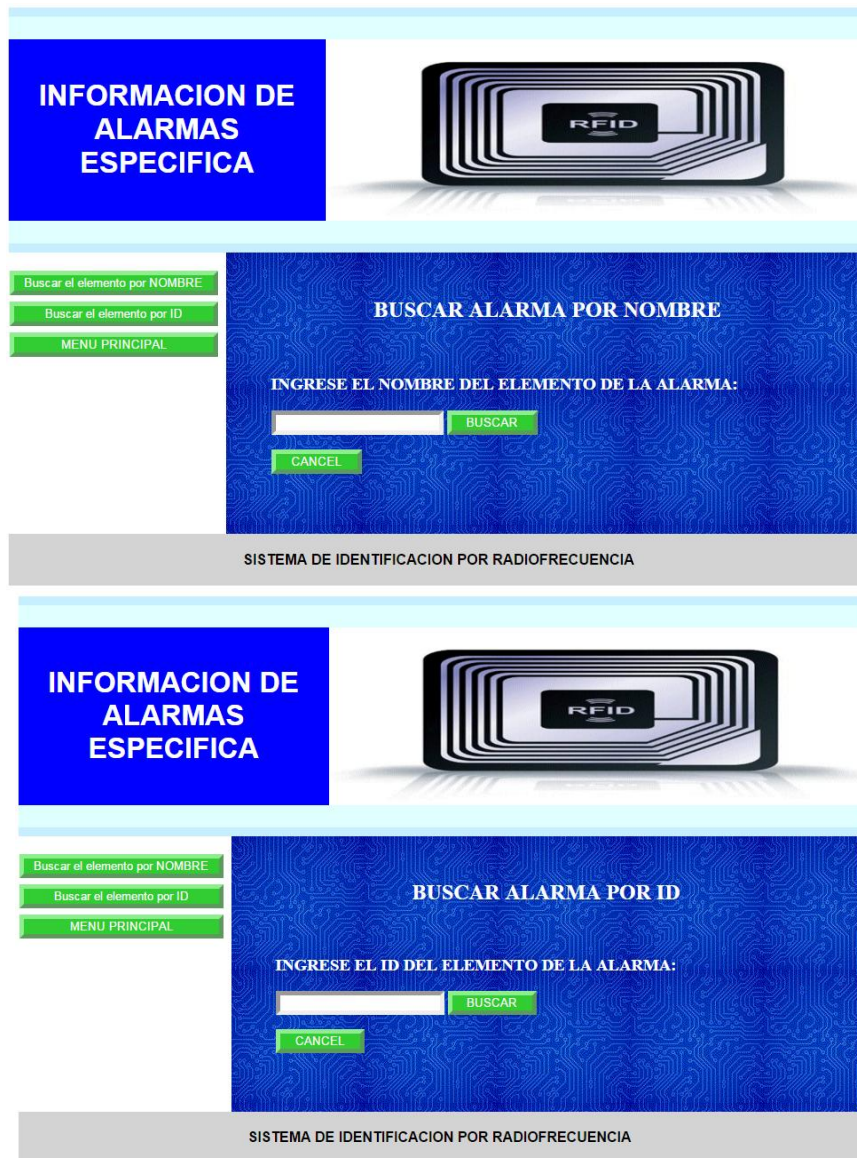 INFORMACION DE
ALARMAS
ESPECIFICA
RFID
Buscar el elemento por NOMBRE
Buscar el elemento por ID
MENU PRINCIPAL
BUSCAR ALARMA POR NOMBRE
INGRESE EL NOMBRE DEL ELEMENTO DE LA ALARMA:
BUSCAR
CANCEL
SISTEMA DE IDENTIFICACION POR RADIOFRECUENCIA
INFORMACION DE
ALARMAS
ESPECIFICA
RFID
Buscar el elemento por NOMBRE
Buscar el elemento por ID
MENU PRINCIPAL
BUSCAR ALARMA POR ID
INGRESE EL ID DEL ELEMENTO DE LA ALARMA:
BUSCAR
CANCEL
SISTEMA DE IDENTIFICACION POR RADIOFRECUENCIA